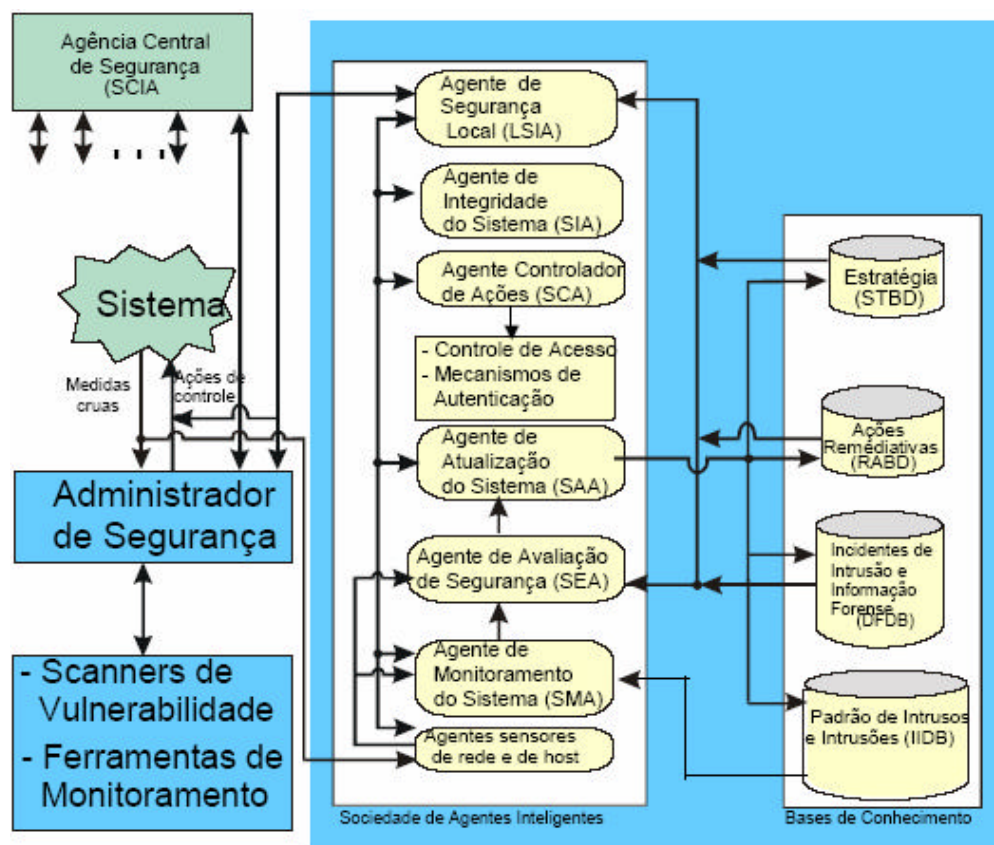 Agência Central
de Segurança
(SCIA
. . . .
Sistema
Medidas
cruas
Ações de
controle
Administrador
de Segurança
- Scanners de
Vulnerabilidade
- Ferramentas de
Monitoramento
Agente de
Segurança
Local (LSIA)
Agente de
Integridade
do Sistema (SIA)
Agente Controlador
de Ações (SCA)
- Controle de Acesso
- Mecanismos de
Autenticação
Agente de
Atualização
do Sistema (SAA)
Agente de Avaliação
de Segurança (SEA)
Agente de
Monitoramento
do Sistema (SMA)
Agentes sensores
de rede e de host
Sociedade de Agentes Inteligentes
Estratégia
(STBD)
Ações
Remédiativas
(RABD)
Incidentes de
Intrusão e
Informação
Forense
(DFDB)
Padrão de Intrusos
e Intrusões (IIDB)
Bases de Conhecimento